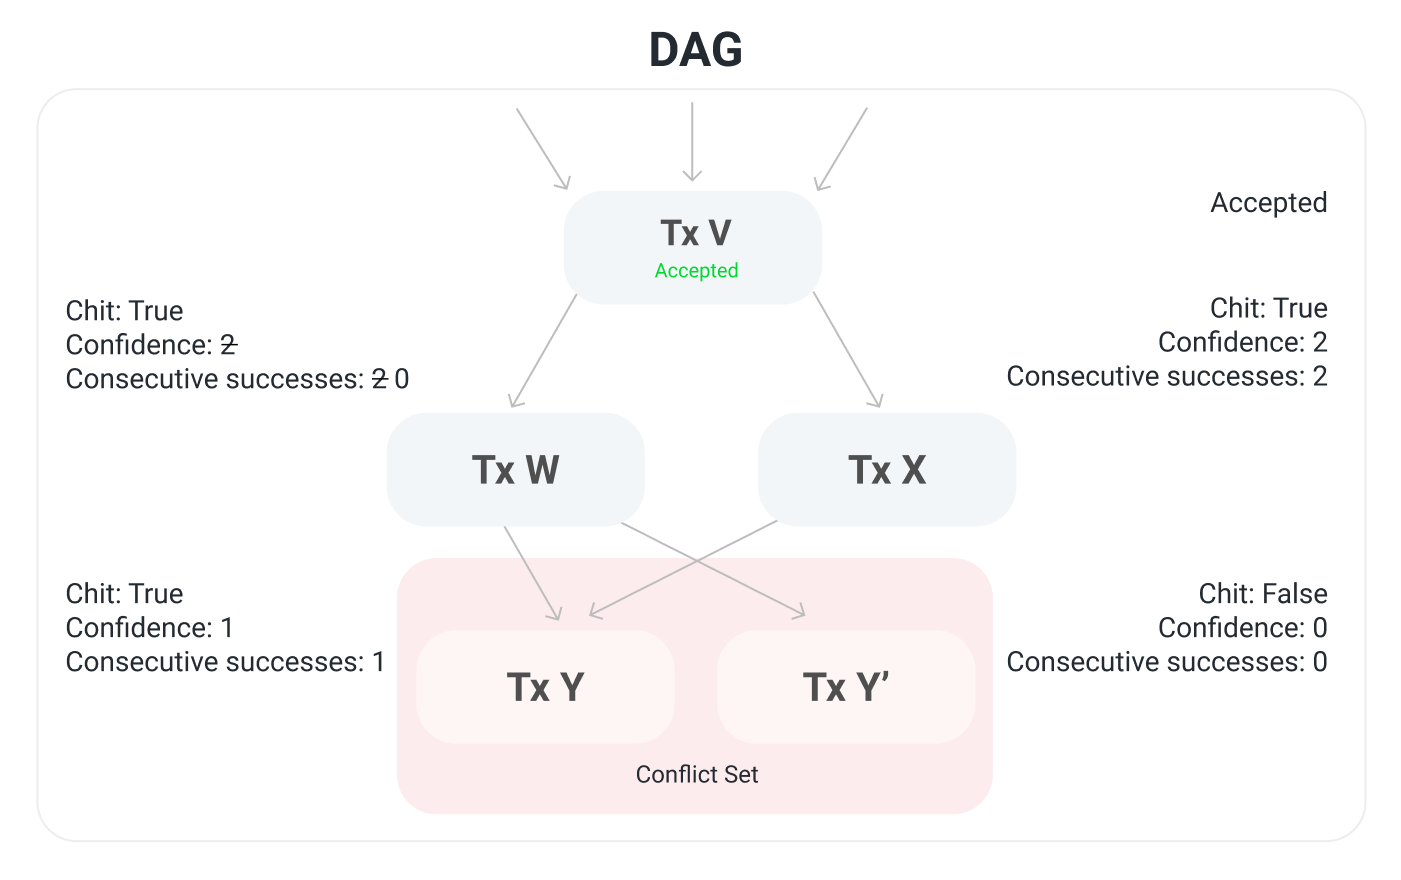 DAG
Accepted
Tx V
Accepted
Chit: True
Confidence: 2
Consecutive successes: 2 0
Chit: True
Confidence: 2
Consecutive successes: 2
Tx W
Tx X
Chit: True
Confidence: 1
Consecutive successes: 1
Chit: False
Confidence: 0
Consecutive successes: 0
Tx Y
Tx Y’
Conflict Set